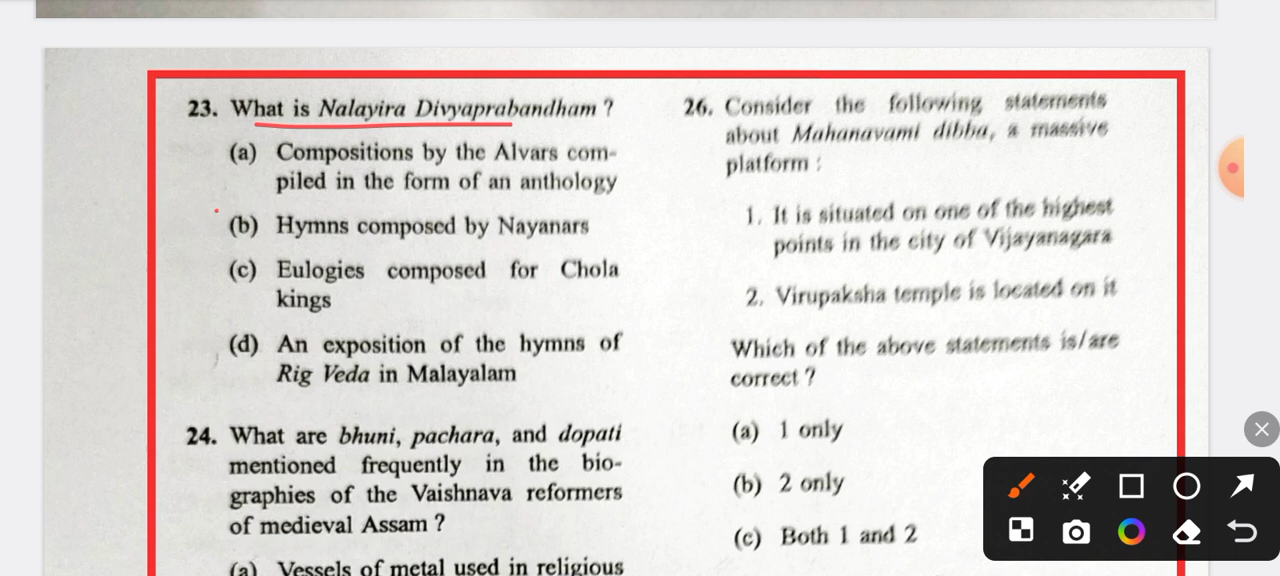 23. What is Nalayira Divyaprabandham ?
(a) Compositions by the Alvars com-
piled in the form of an anthology
(b) Hymns composed by Nayanars
(c) Eulogies composed for Chola
kings
(d) An exposition of the hymns of
Rig Veda in Malayalam
24. What are bhuni, pachara, and dopati
mentioned frequently in the bio-
graphies of the Vaishnava reformers
of medieval Assam ?
(a) Vessels of metal used in religious
26. Consider the following statements
about Mahanavami dibba, a massive
platform :
1. It is situated on one of the highest
points in the city of Vijayanagara
2. Virupaksha temple is located on it
Which of the above statements is/are
correct ?
(a) 1 only
(b) 2 only
(c) Both 1 and 2